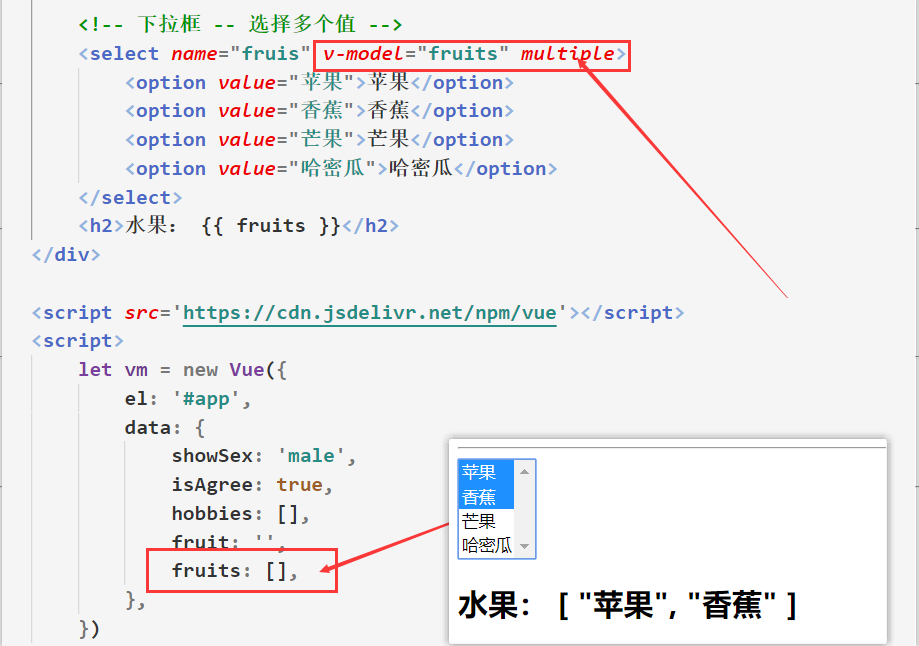 <!-- 下拉框 -- 选择多个值 -->
<select name="fruis" v-model="fruits" multiple>
<option value="苹果">苹果</option>
<option value="香蕉">香蕉</option>
<option value="芒果">芒果</option>
<option value="哈密瓜">哈密瓜</option>
</select>
<h2>水果： {{ fruits }}</h2>
</div>
<script src='https://cdn.jsdelivr.net/npm/vue'></script>
<script>
let vm = new Vue({
el: '#app',
data: {
showSex: 'male',
isAgree: true,
hobbies: [],
fruit: '',
fruits: [],
},
})
苹果
香蕉
芒果
哈密瓜
水果： [ "苹果", "香蕉" ]